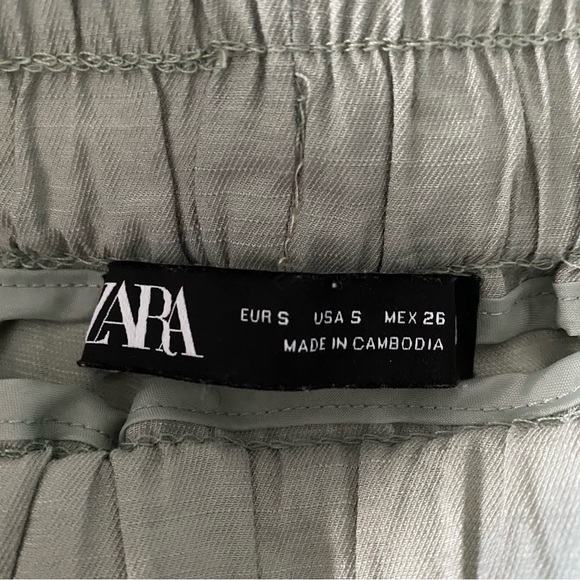 ZARA
EUR S USA S MEX 26
MADE IN CAMBODIA